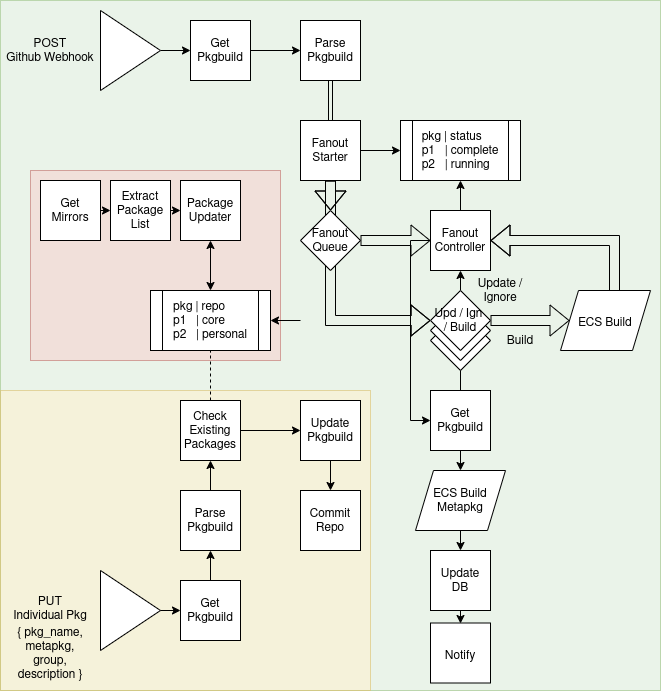 POST
Github Webhook
Get
Pkgbuild
Parse
Pkgbuild
Fanout
Starter
pkg | status
p1 | complete
p2 | running
Get
Mirrors
Extract
Package
List
Package
Updater
Fanout
Queue
Fanout
Controller
Update /
Ignore
pkg | repo
p1 | core
p2 | personal
Upd / Ign
/ Build
Build
ECS Build
Check
Existing
Packages
Update
Pkgbuild
Get
Pkgbuild
Parse
Pkgbuild
Commit
Repo
ECS Build
Metapkg
PUT
Individual Pkg
{ pkg_name,
metapkg,
group,
description }
Get
Pkgbuild
Update
DB
Notify